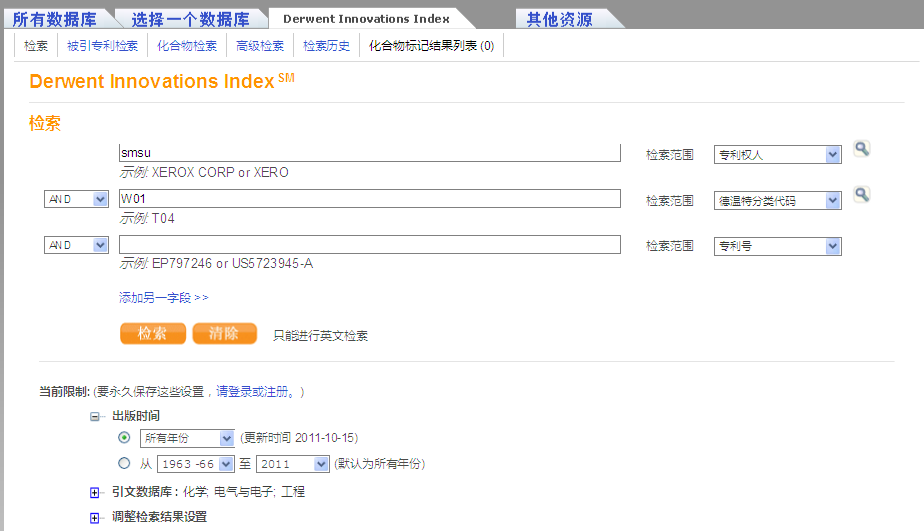 所有数据库 选择一个数据库 Derwent Innovations Index 其他资源
检索 被引专利检索 化合物检索 高级检索 检索历史 化合物标记结果列表 (0)
Derwent Innovations Index SM
检索
smsu 检索范围 专利权人
示例: XEROX CORP or XERO
AND W01 检索范围 德温特分类代码
示例: T04
AND 检索范围 专利号
示例: EP797246 or US5723945-A
添加另一字段 >>
检索 清除 只能进行英文检索
当前限制: (要永久保存这些设置，请登录或注册。)
出版时间
所有年份 (更新时间 2011-10-15)
从 1963 -66 至 2011 (默认为所有年份)
引文数据库: 化学; 电气与电子; 工程
调整检索结果设置